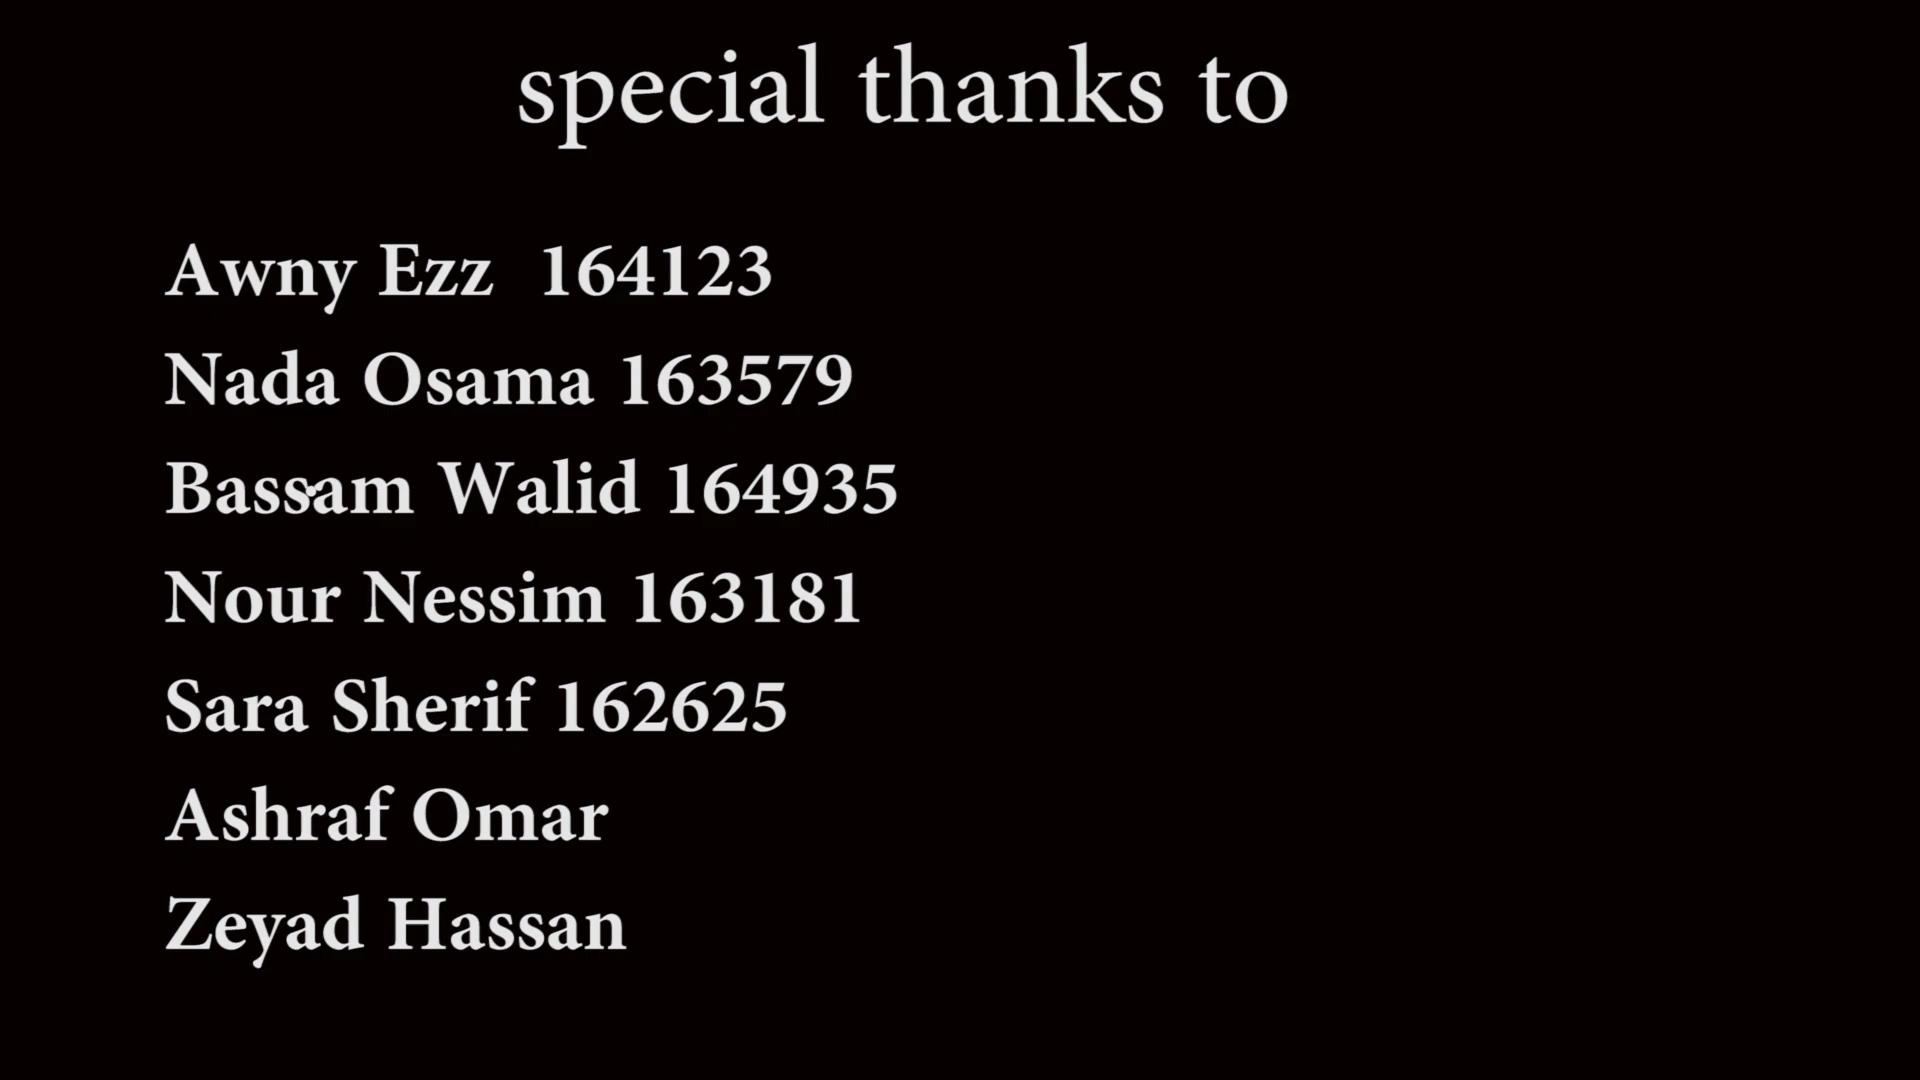 special thanks to
Awny Ezz  164123
Nada Osama 163579
Bassam Walid 164935
Nour Nessim 163181
Sara Sherif 162625
Ashraf Omar
Zeyad Hassan